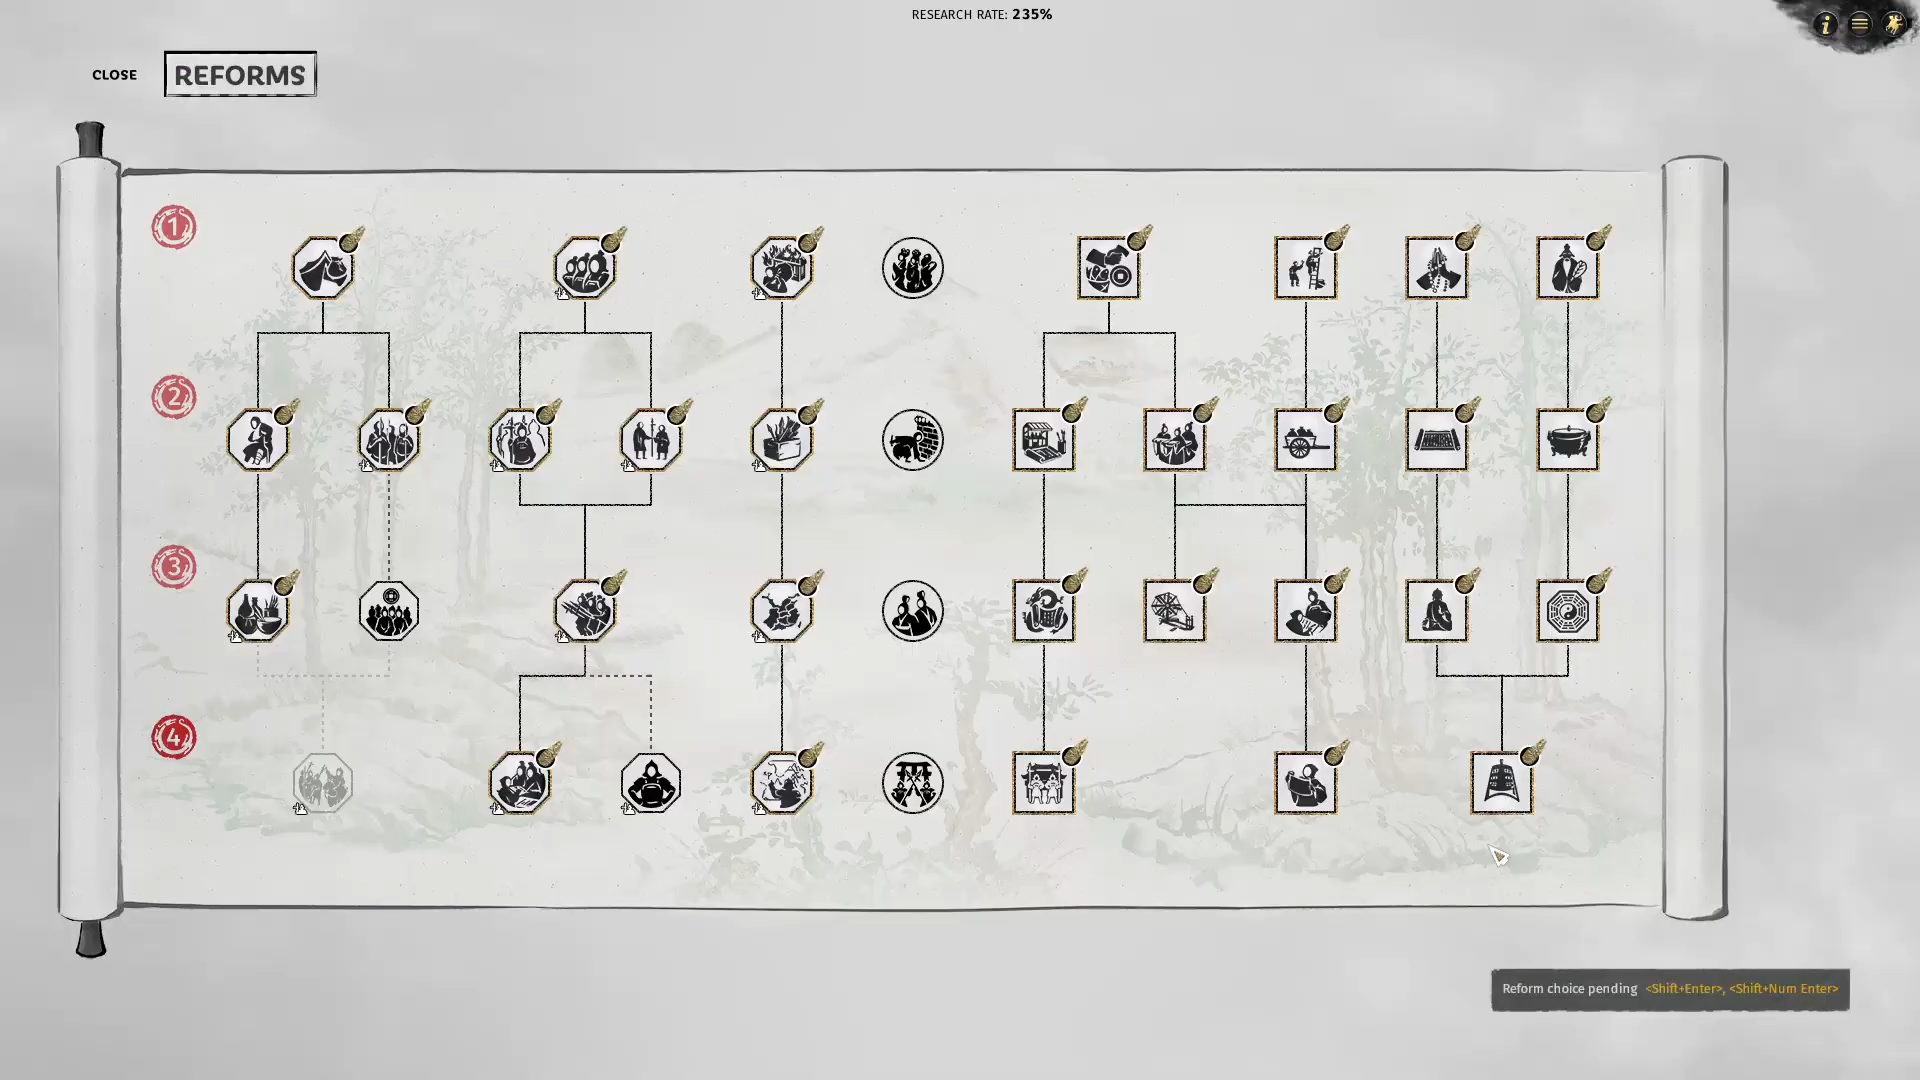 RESEARCH RATE: 235%
CLOSE
REFORMS
1
2
3
4
Reform choice pending <Shift+Enter>, <Shift+Num Enter>